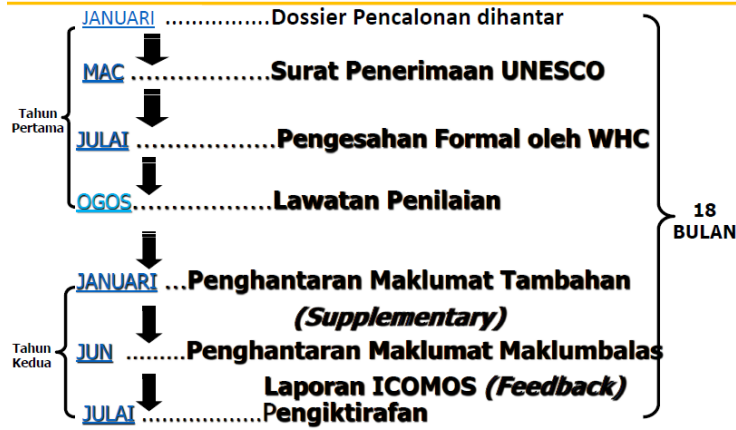 JANUARI ................Dossier Pencalonan dihantar
MAC ................Surat Penerimaan UNESCO
Tahun
Pertama
JULAI ...................Pengesahan Formal oleh WHC
OGOS...................Lawatan Penilaian
18
BULAN
JANUARI ...Penghantaran Maklumat Tambahan
(Supplementary)
Tahun
Kedua
JUN .........Penghantaran Maklumat Maklumbalas
Laporan ICOMOS (Feedback)
JULAI ..................Pengiktirafan